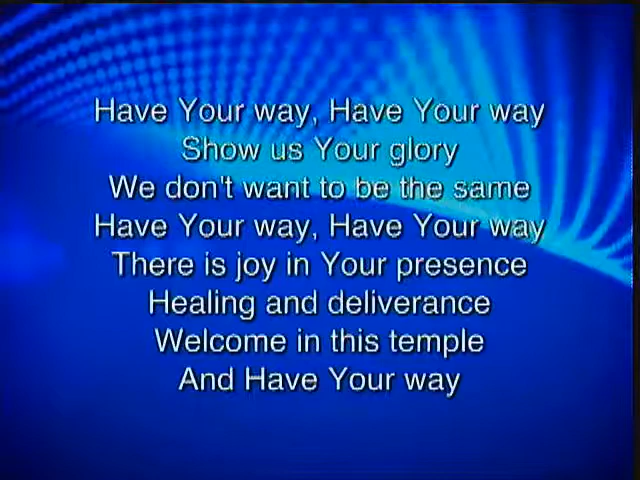 Have Your way, Have Your way
Show us Your glory
We don't want to be the same
Have Your way, Have Your way
There is joy in Your presence
Healing and deliverance
Welcome in this temple
And Have Your way